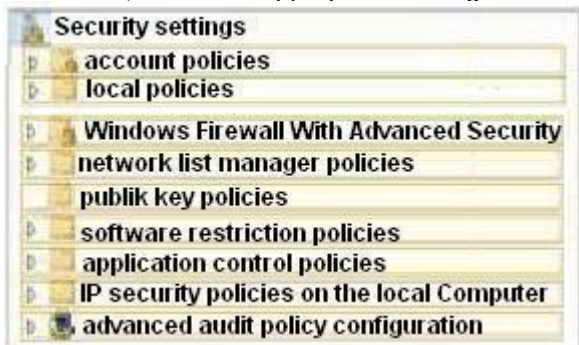 Security settings
account policies
local policies
Windows Firewall With Advanced Security
network list manager policies
publik key policies
software restriction policies
application control policies
IP security policies on the local Computer
advanced audit policy configuration